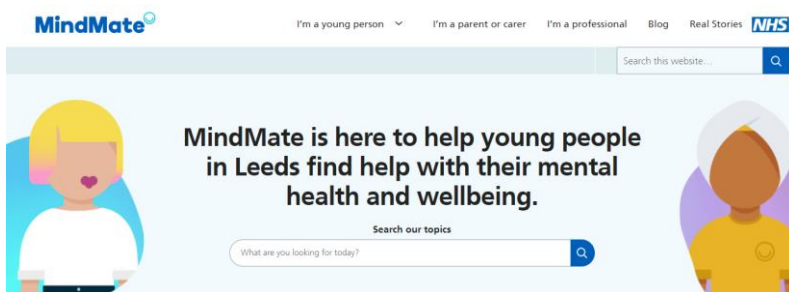 MindMate
I'm a young person
I'm a parent or carer
I'm a professional
Blog
Real Stories
NHS
Search this website...
MindMate is here to help young people
in Leeds find help with their mental
health and wellbeing.
Search our topics
What are you looking for today?